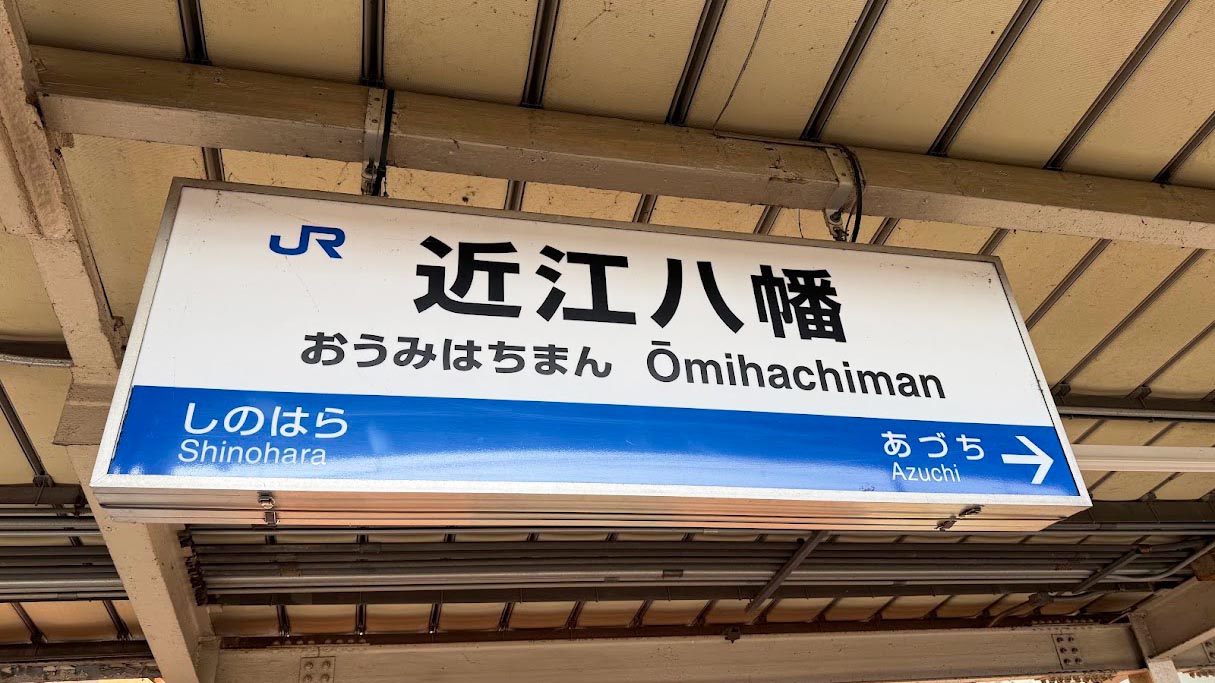 JR 近江八幡
おうみはちまん Ōmihachiman
しのはら
Shinohara
あづち →
Azuchi